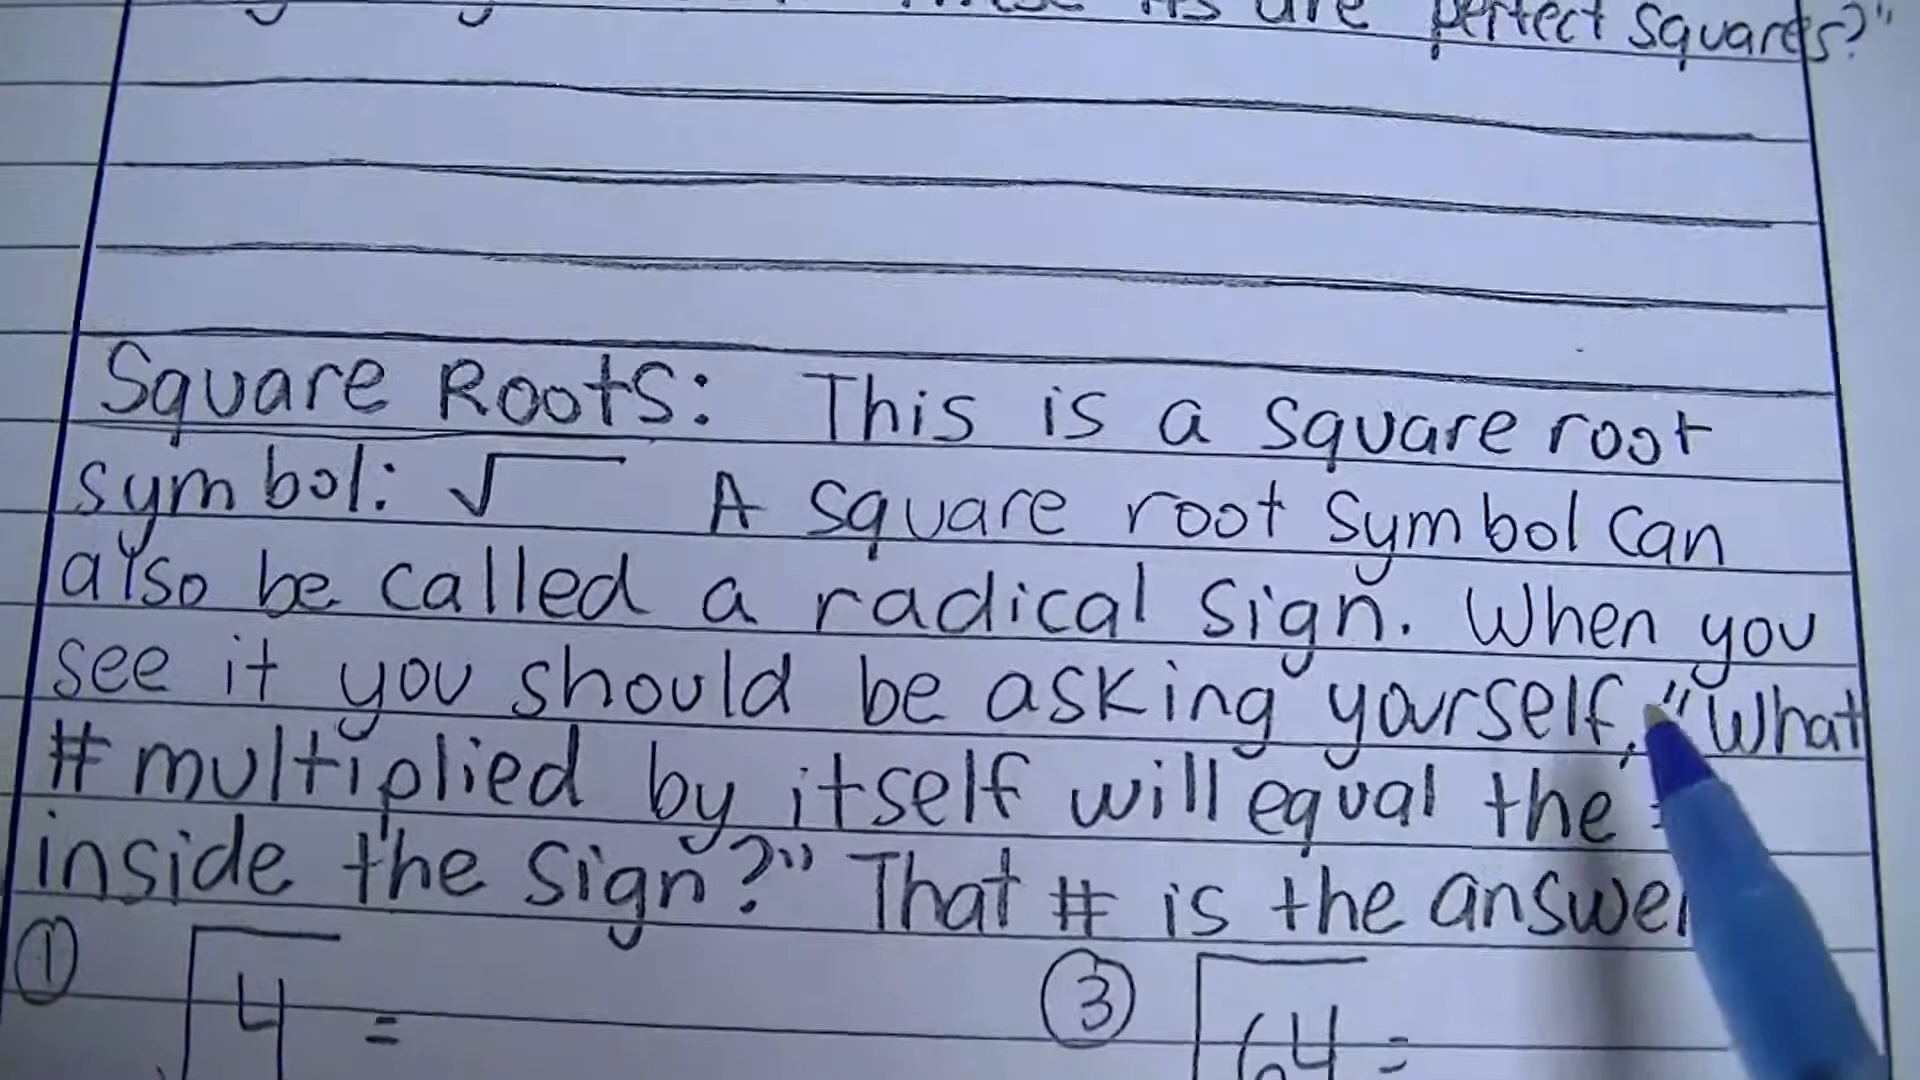 #s are perfect squares?"
Square Roots: This is a square root
symbol: √ A square root symbol can
also be called a radical sign. When you
see it you should be asking yourself, "What
# multiplied by itself will equal the
inside the sign?" That # is the answer
① √4 =
③ √64 =